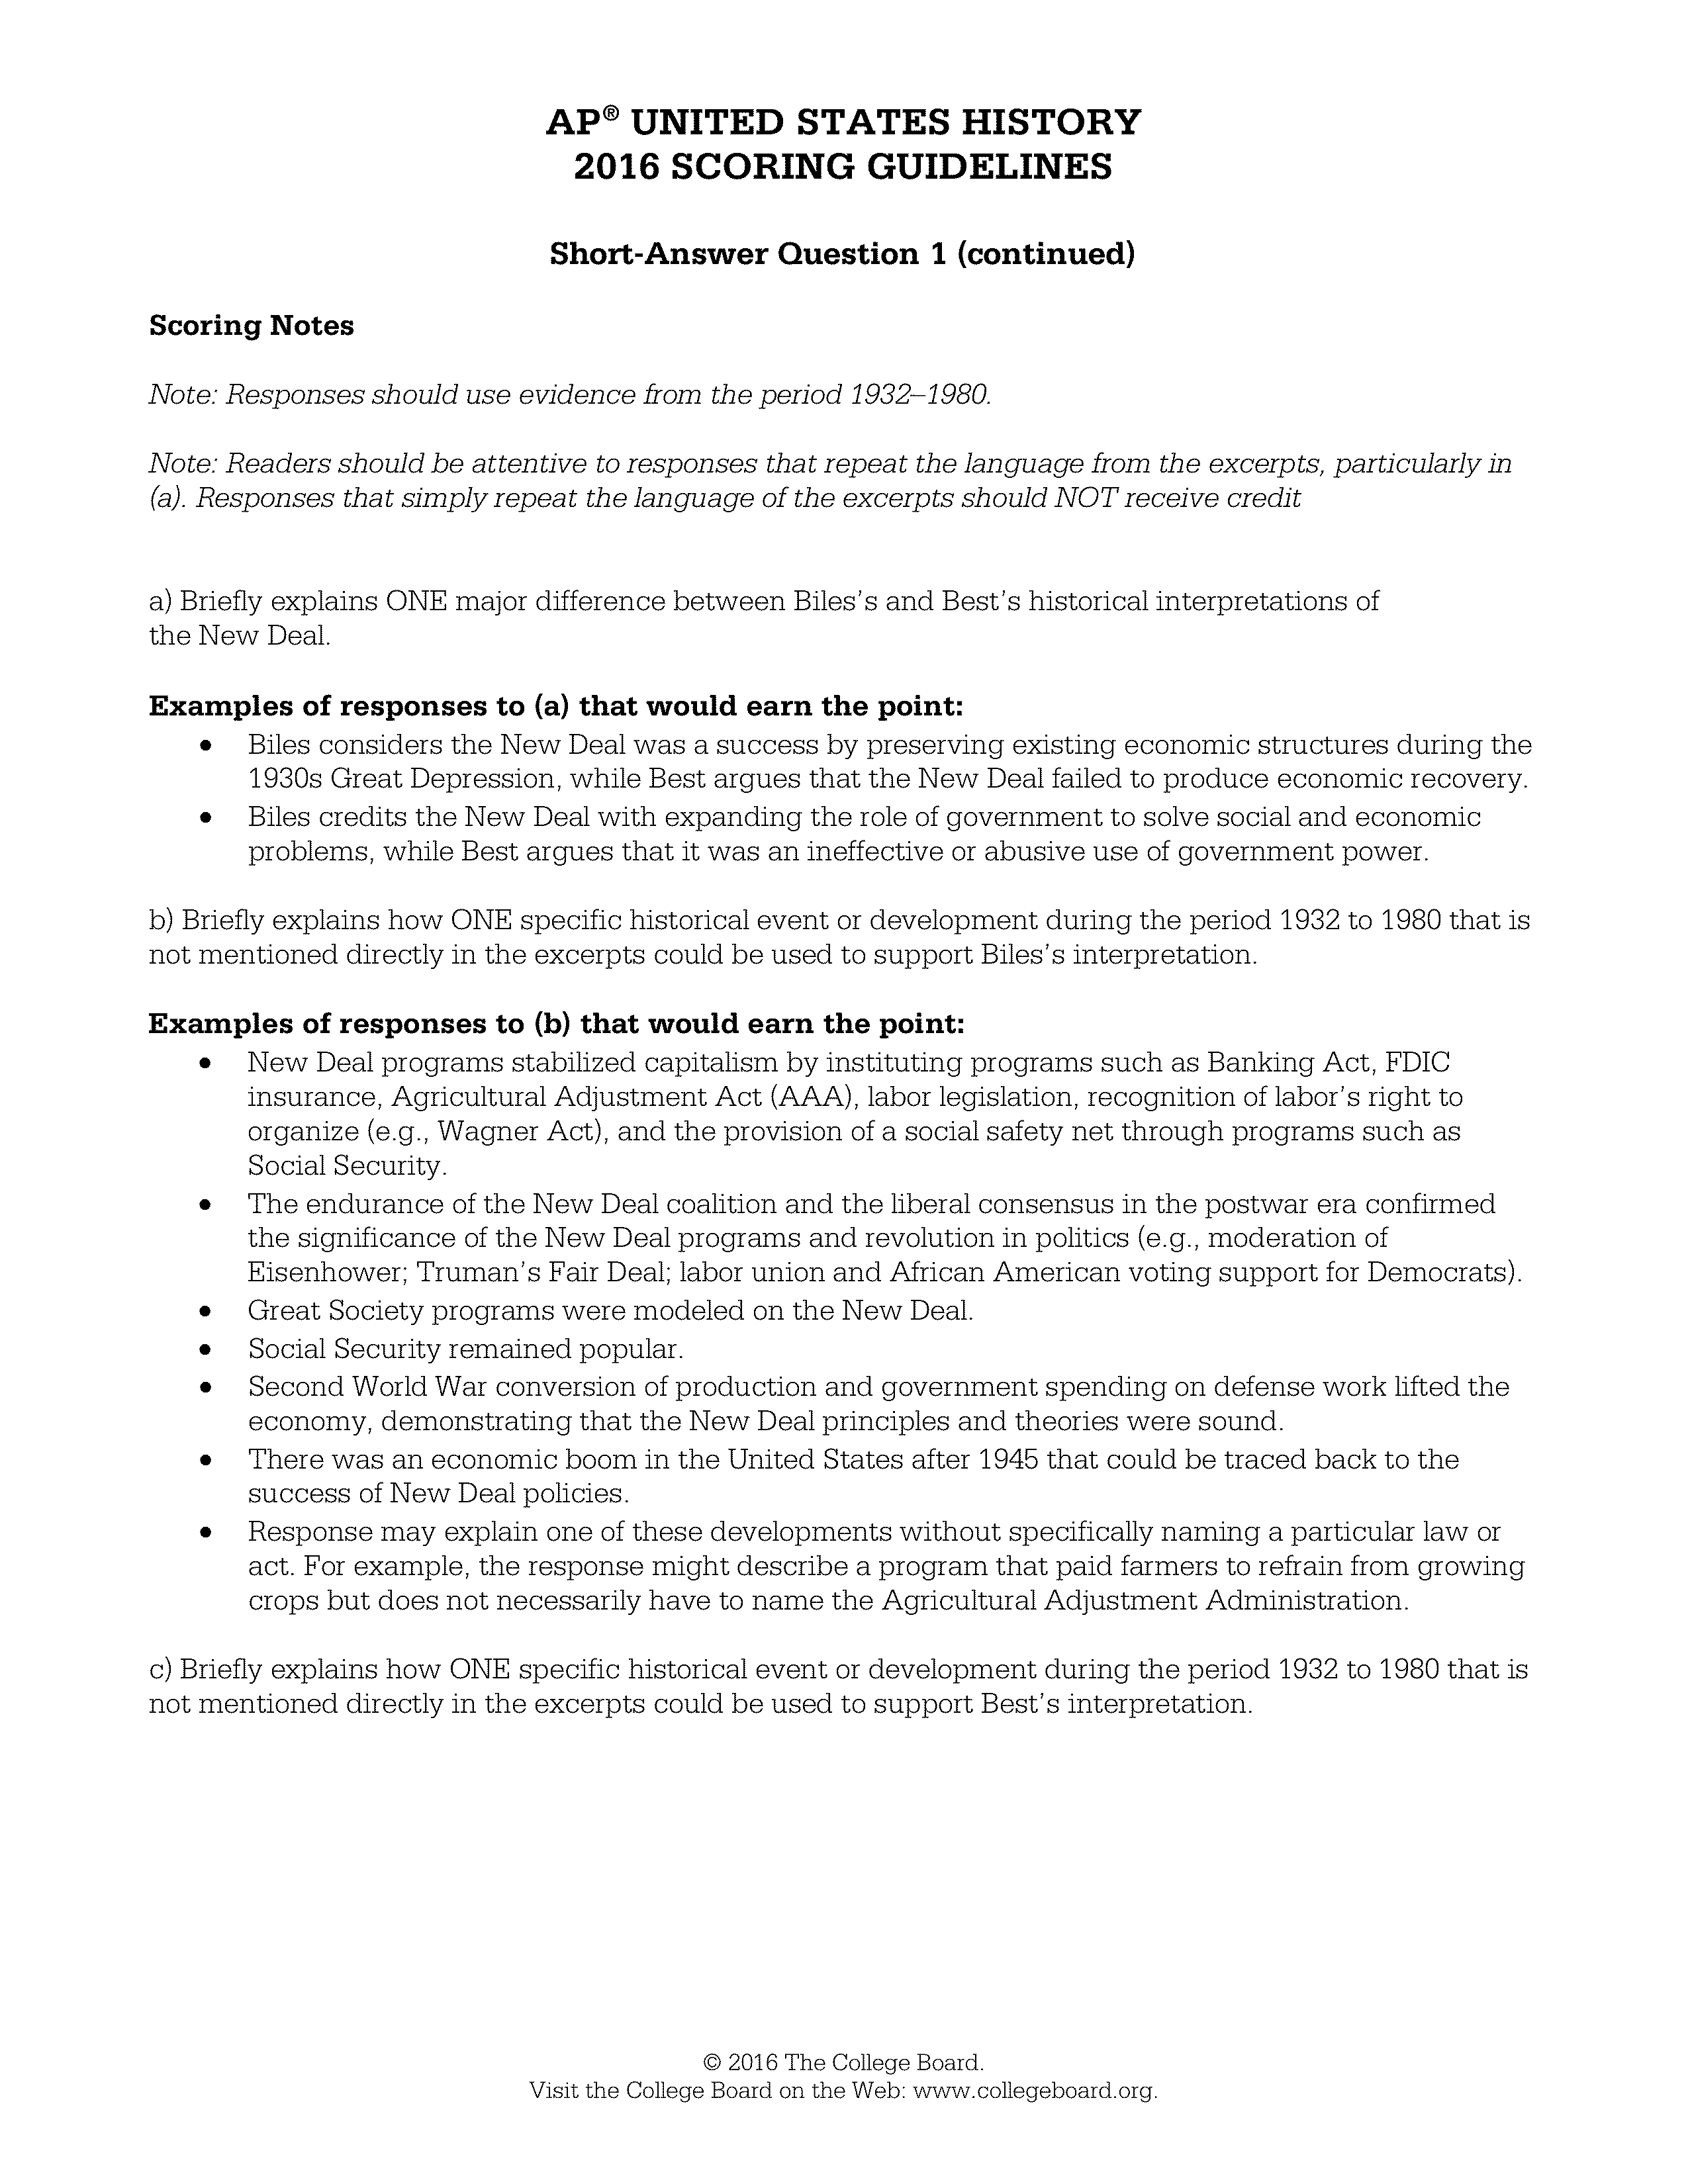 AP® UNITED STATES HISTORY
2016 SCORING GUIDELINES
Short-Answer Question 1 (continued)
Scoring Notes
Note: Responses should use evidence from the period 1932–1980.
Note: Readers should be attentive to responses that repeat the language from the excerpts, particularly in
(a). Responses that simply repeat the language of the excerpts should NOT receive credit
a) Briefly explains ONE major difference between Biles’s and Best’s historical interpretations of
the New Deal.
Examples of responses to (a) that would earn the point:
• Biles considers the New Deal was a success by preserving existing economic structures during the
1930s Great Depression, while Best argues that the New Deal failed to produce economic recovery.
• Biles credits the New Deal with expanding the role of government to solve social and economic
problems, while Best argues that it was an ineffective or abusive use of government power.
b) Briefly explains how ONE specific historical event or development during the period 1932 to 1980 that is
not mentioned directly in the excerpts could be used to support Biles’s interpretation.
Examples of responses to (b) that would earn the point:
• New Deal programs stabilized capitalism by instituting programs such as Banking Act, FDIC
insurance, Agricultural Adjustment Act (AAA), labor legislation, recognition of labor’s right to
organize (e.g., Wagner Act), and the provision of a social safety net through programs such as
Social Security.
• The endurance of the New Deal coalition and the liberal consensus in the postwar era confirmed
the significance of the New Deal programs and revolution in politics (e.g., moderation of
Eisenhower; Truman’s Fair Deal; labor union and African American voting support for Democrats).
• Great Society programs were modeled on the New Deal.
• Social Security remained popular.
• Second World War conversion of production and government spending on defense work lifted the
economy, demonstrating that the New Deal principles and theories were sound.
• There was an economic boom in the United States after 1945 that could be traced back to the
success of New Deal policies.
• Response may explain one of these developments without specifically naming a particular law or
act. For example, the response might describe a program that paid farmers to refrain from growing
crops but does not necessarily have to name the Agricultural Adjustment Administration.
c) Briefly explains how ONE specific historical event or development during the period 1932 to 1980 that is
not mentioned directly in the excerpts could be used to support Best’s interpretation.
© 2016 The College Board.
Visit the College Board on the Web: www.collegeboard.org.